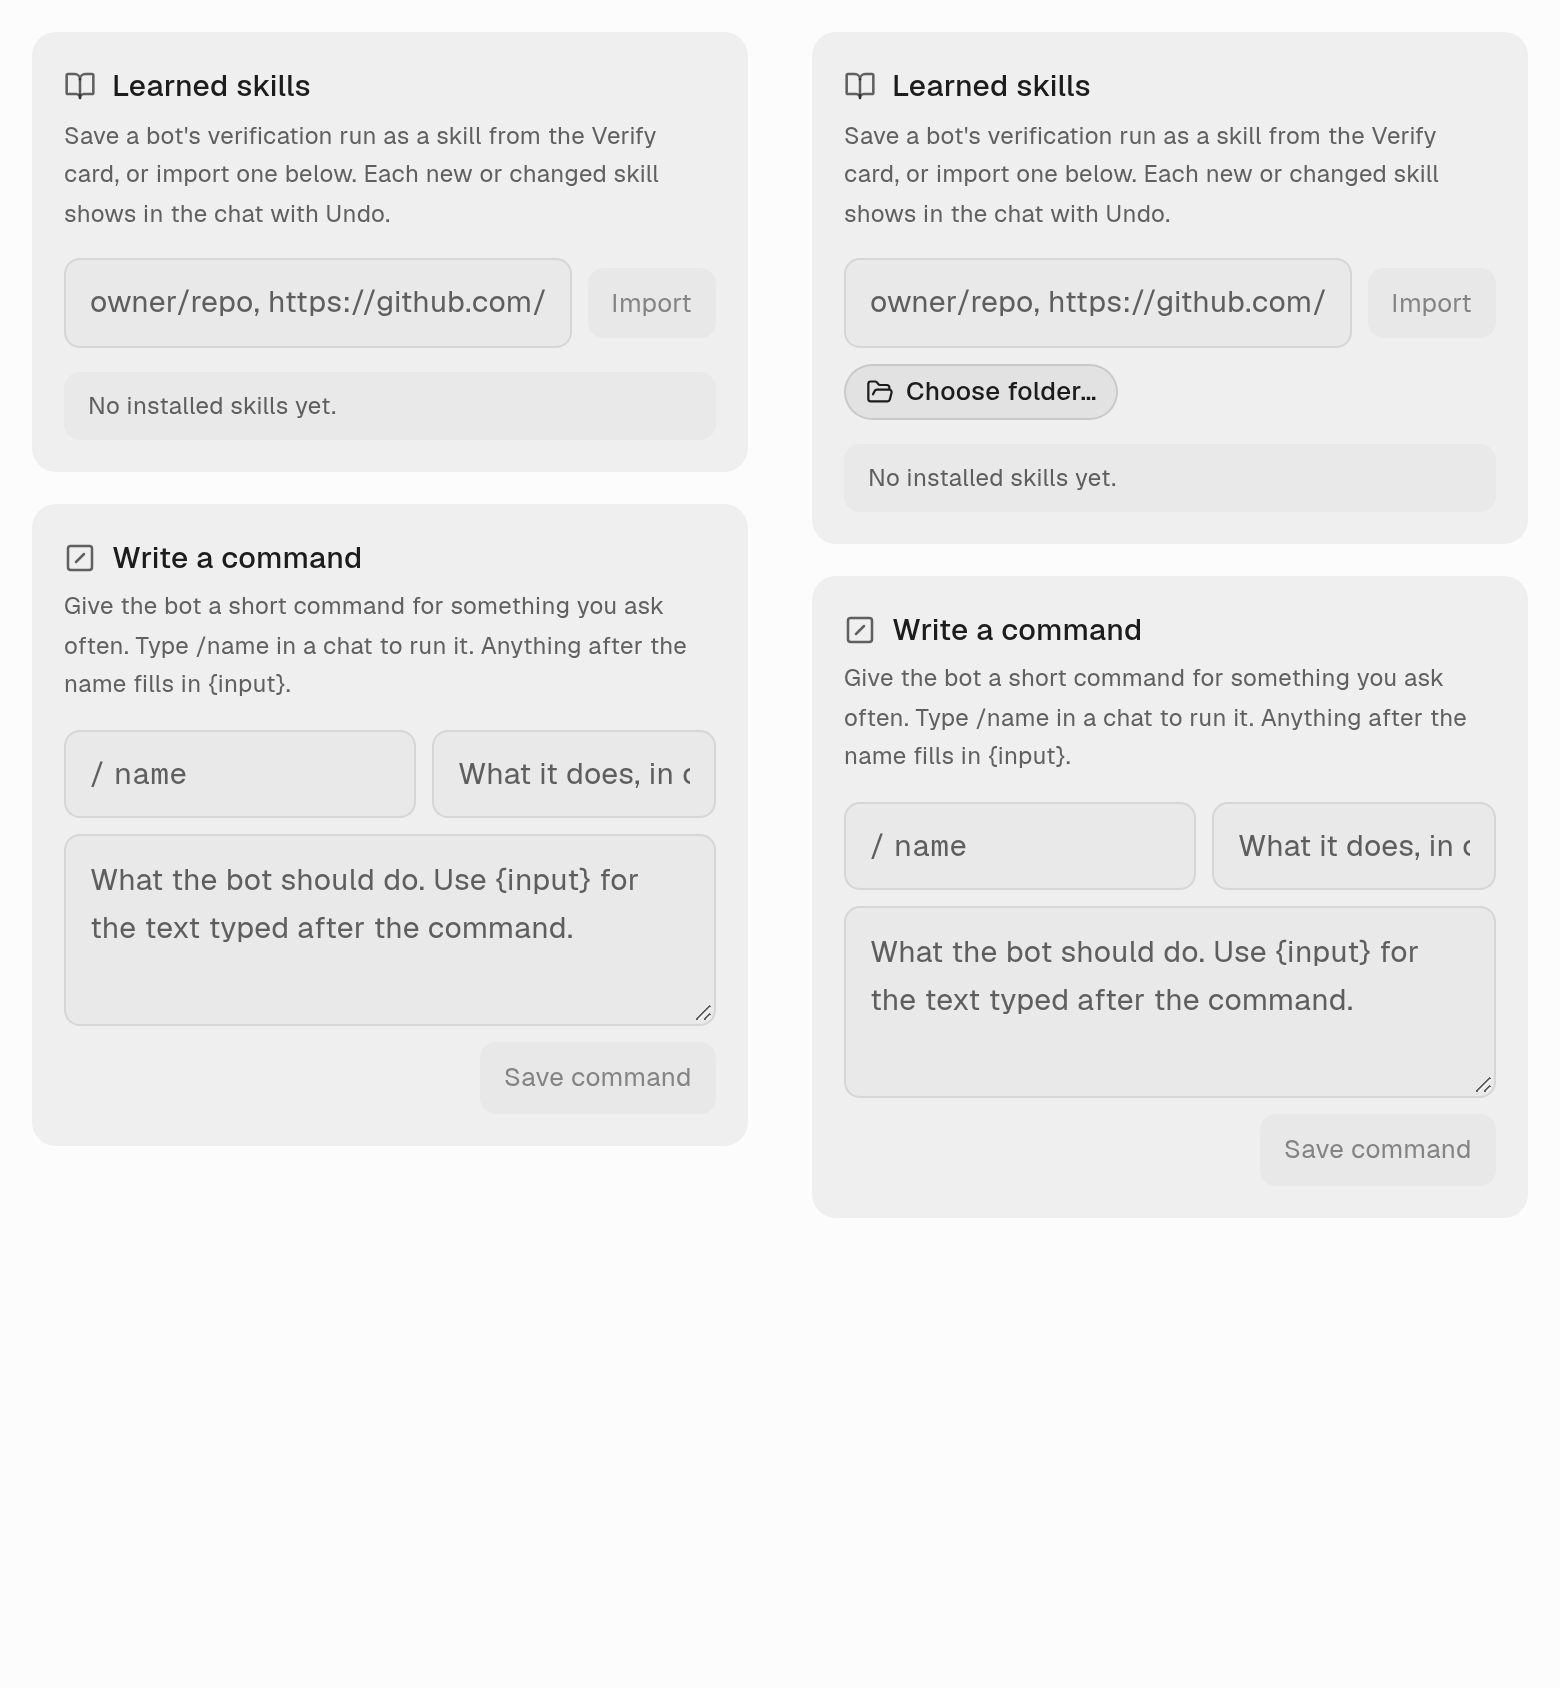 Learned skills
Save a bot's verification run as a skill from the Verify
card, or import one below. Each new or changed skill
shows in the chat with Undo.
owner/repo, https://github.com/
Import
No installed skills yet.
Write a command
Give the bot a short command for something you ask
often. Type /name in a chat to run it. Anything after the
name fills in {input}.
/ name
What it does, in
What the bot should do. Use {input} for
the text typed after the command.
Save command
Learned skills
Save a bot's verification run as a skill from the Verify
card, or import one below. Each new or changed skill
shows in the chat with Undo.
owner/repo, https://github.com/
Import
Choose folder…
No installed skills yet.
Write a command
Give the bot a short command for something you ask
often. Type /name in a chat to run it. Anything after the
name fills in {input}.
/ name
What it does, in
What the bot should do. Use {input} for
the text typed after the command.
Save command